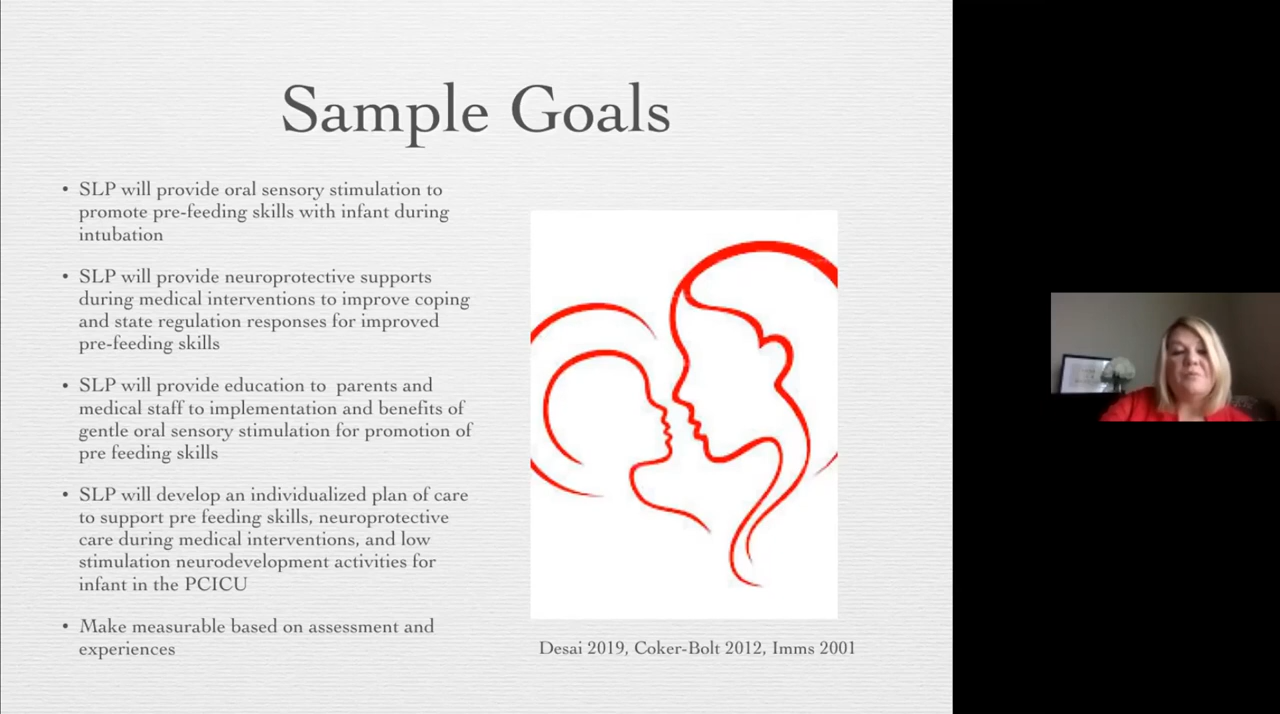 Sample Goals
• SLP will provide oral sensory stimulation to
promote pre-feeding skills with infant during
intubation
• SLP will provide neuroprotective supports
during medical interventions to improve coping
and state regulation responses for improved
pre-feeding skills
• SLP will provide education to  parents and
medical staff to implementation and benefits of
gentle oral sensory stimulation for promotion of
pre feeding skills
• SLP will develop an individualized plan of care
to support pre feeding skills, neuroprotective
care during medical interventions, and low
stimulation neurodevelopment activities for
infant in the PCICU
• Make measurable based on assessment and
experiences
Desai 2019, Coker-Bolt 2012, Imms 2001